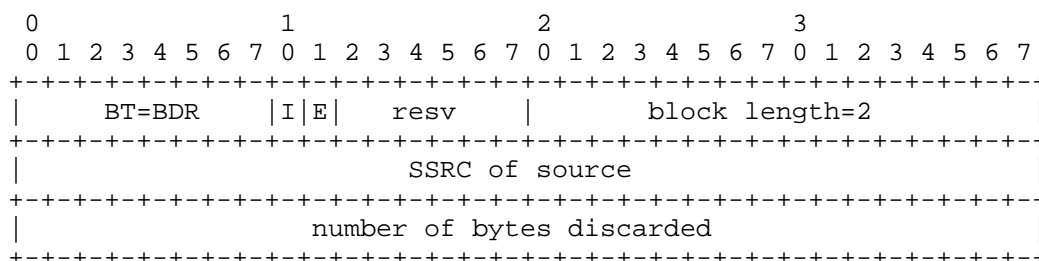 0                   1                   2                   3
0 1 2 3 4 5 6 7 0 1 2 3 4 5 6 7 0 1 2 3 4 5 6 7 0 1 2 3 4 5 6 7
+-+-+-+-+-+-+-+-+-+-+-+-+-+-+-+-+-+-+-+-+-+-+-+-+-+-+-+-+-+-+-+--
|     BT=BDR    |I|E|   resv    |       block length=2
+-+-+-+-+-+-+-+-+-+-+-+-+-+-+-+-+-+-+-+-+-+-+-+-+-+-+-+-+-+-+-+--
|                        SSRC of source
+-+-+-+-+-+-+-+-+-+-+-+-+-+-+-+-+-+-+-+-+-+-+-+-+-+-+-+-+-+-+-+--
|                  number of bytes discarded
+-+-+-+-+-+-+-+-+-+-+-+-+-+-+-+-+-+-+-+-+-+-+-+-+-+-+-+-+-+-+-+--